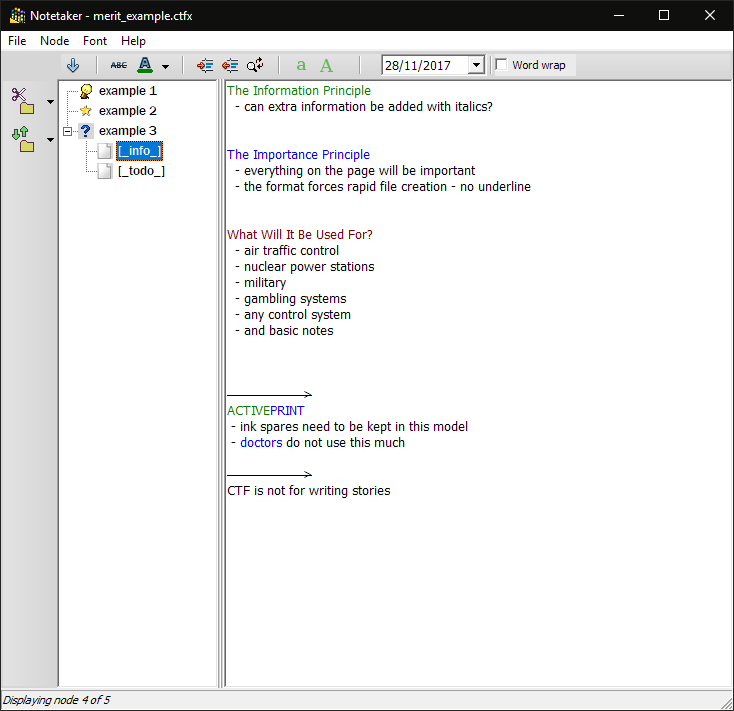 Notetaker - merit_example.ctfx
File Node Font Help
ABC A a A 28/11/2017 Word wrap
example 1
example 2
example 3
[_info_]
[_todo_]
The Information Principle
- can extra information be added with italics?
The Importance Principle
- everything on the page will be important
- the format forces rapid file creation - no underline
What Will It Be Used For?
- air traffic control
- nuclear power stations
- military
- gambling systems
- any control system
- and basic notes
ACTIVEPRINT
- ink spares need to be kept in this model
- doctors do not use this much
CTF is not for writing stories
Displaying node 4 of 5